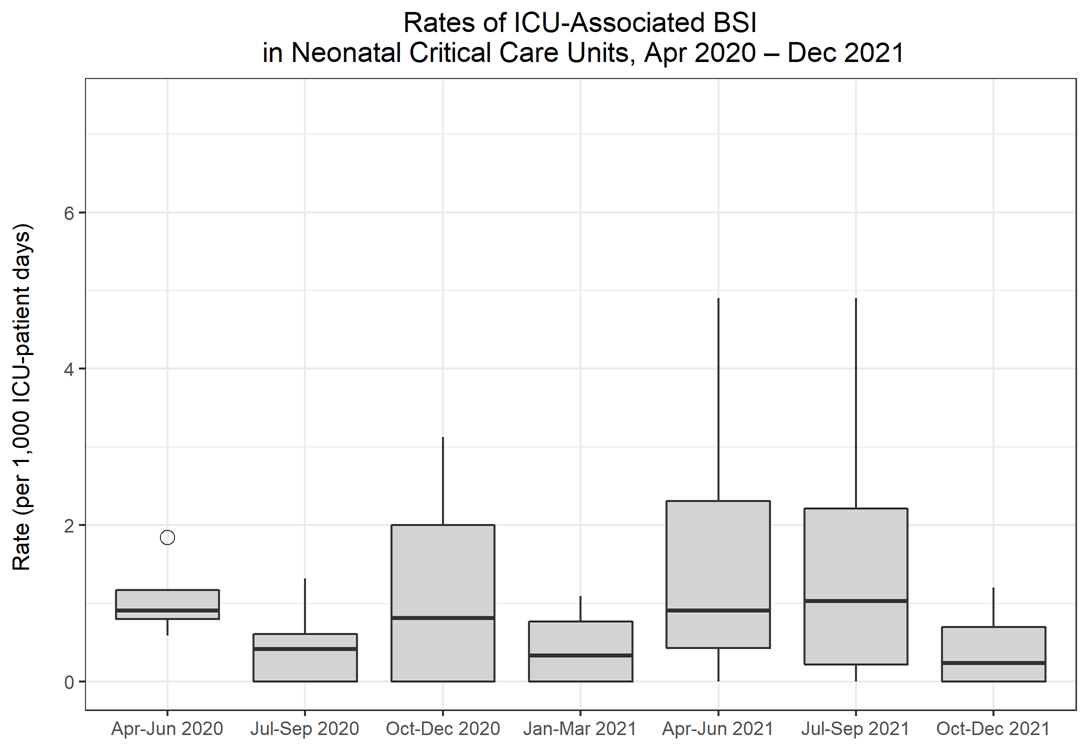 Rates of ICU-Associated BSI
in Neonatal Critical Care Units, Apr 2020 – Dec 2021
Rate (per 1,000 ICU-patient days)
6
4
2
0
Apr-Jun 2020 Jul-Sep 2020 Oct-Dec 2020 Jan-Mar 2021 Apr-Jun 2021 Jul-Sep 2021 Oct-Dec 2021